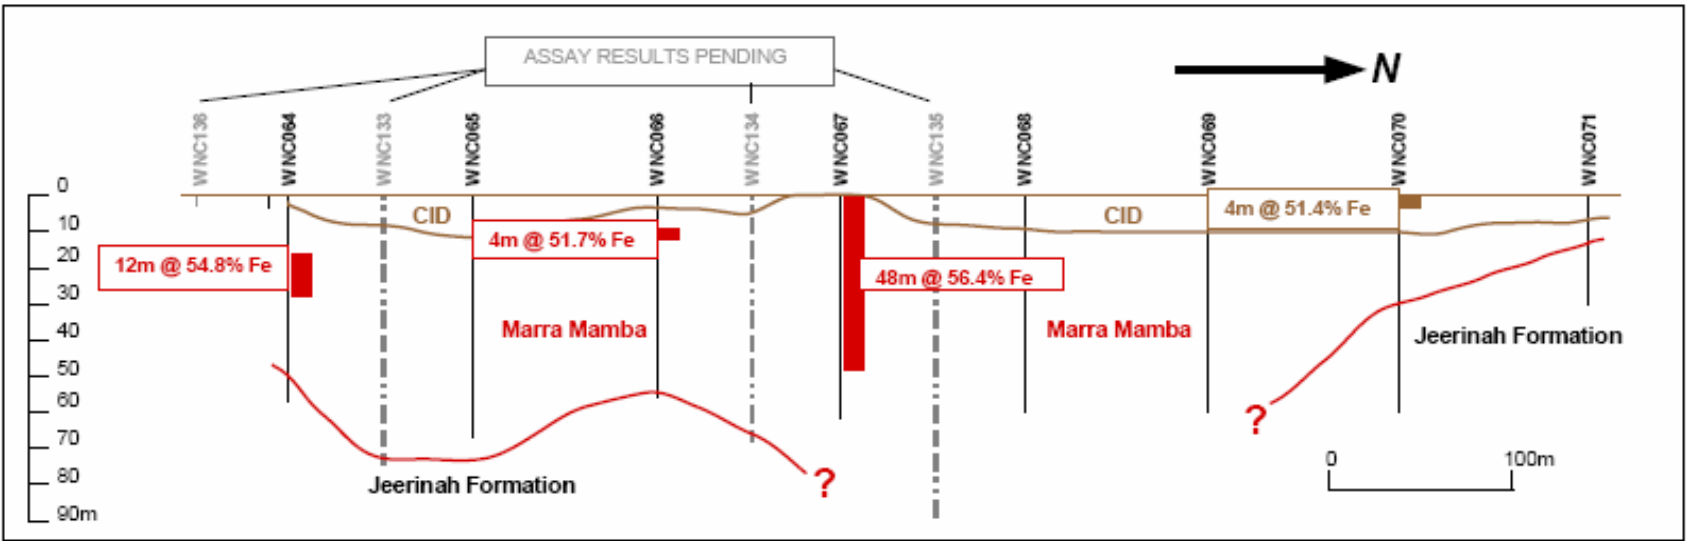 ASSAY RESULTS PENDING
N
WNC136
WNC064
WNC133
WNC065
WNC066
WNC134
WNC067
WNC135
WNC068
WNC069
WNC070
WNC071
0
10
20
30
40
50
60
70
80
90m
CID
CID
4m @ 51.4% Fe
4m @ 51.7% Fe
12m @ 54.8% Fe
48m @ 56.4% Fe
Marra Mamba
Marra Mamba
Jeerinah Formation
?
0
100m
Jeerinah Formation
?